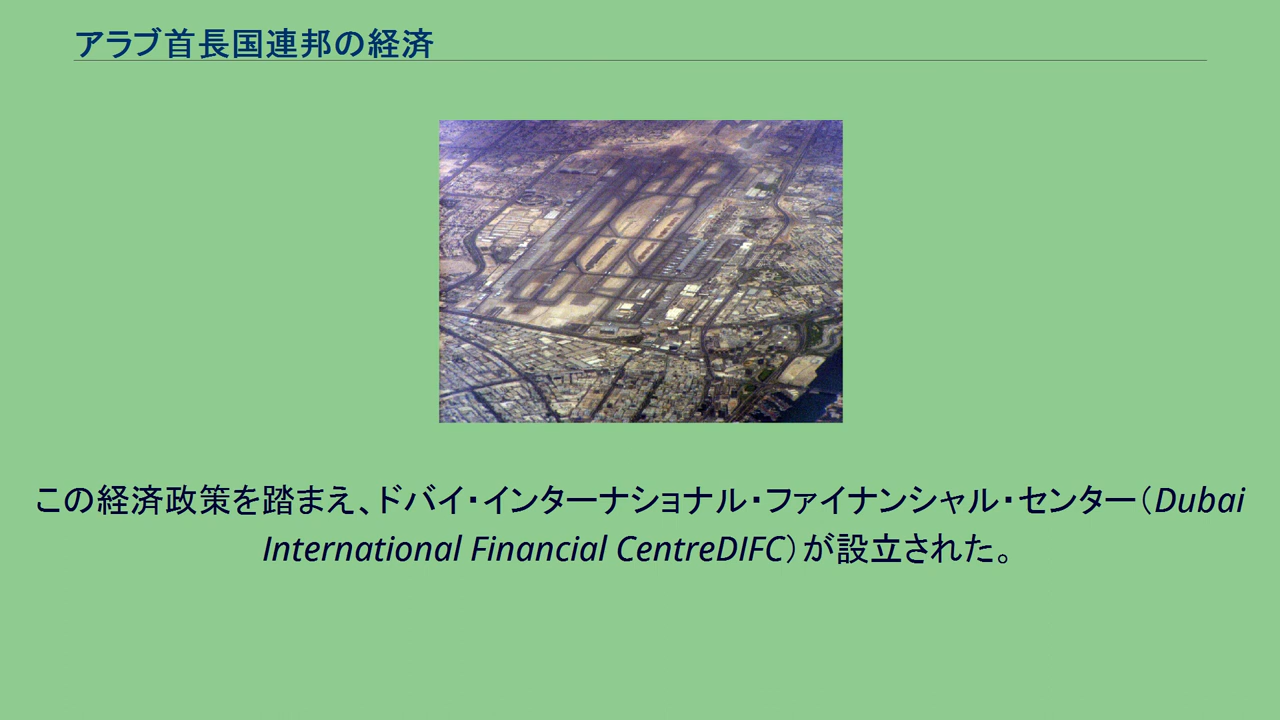 アラブ首長国連邦の経済
この経済政策を踏まえ、ドバイ・インターナショナル・ファイナンシャル・センター（Dubai
International Financial CentreDIFC）が設立された。